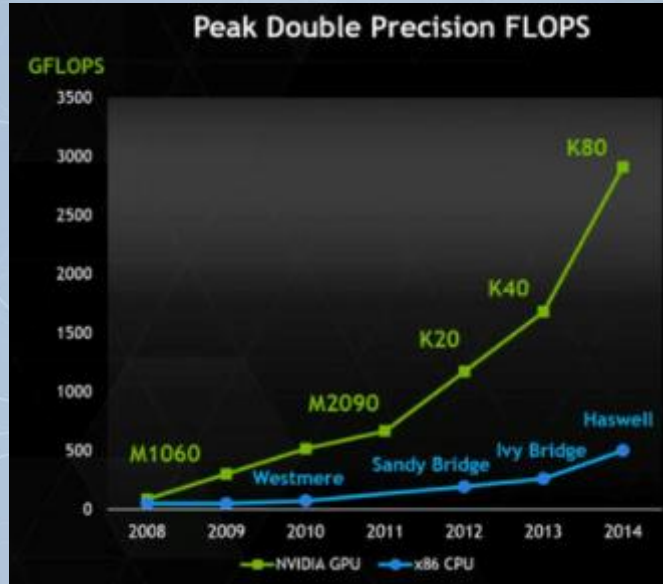 Peak Double Precision FLOPS
GFLOPS
3500
3000
2500
2000
1500
1000
500
0
K80
K40
K20
M2090
M1060
Haswell
Ivy Bridge
Sandy Bridge
Westmere
2008 2009 2010 2011 2012 2013 2014
NVIDIA GPU x86 CPU